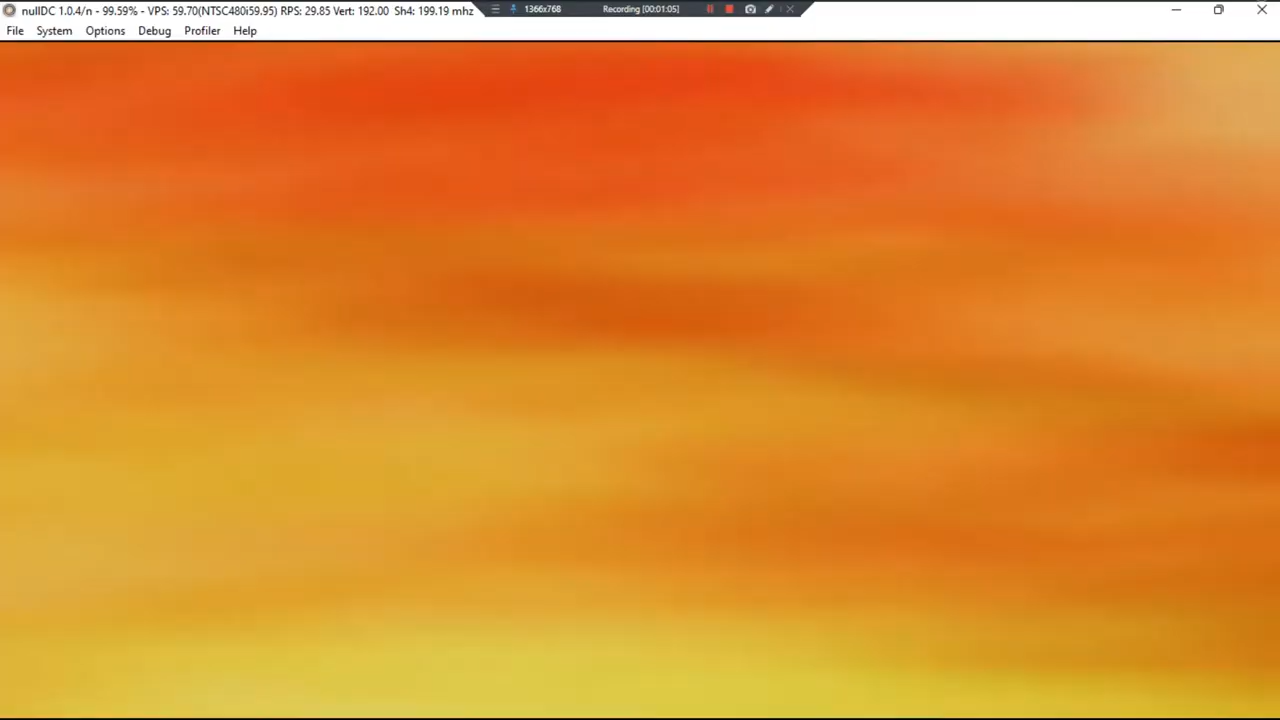 nullDC 1.0.4/n - 99.59% - VPS: 59.70(NTSC480i59.95) RPS: 29.85 Vert: 192.00 Sh4: 199.19 mhz
1366x768
Recording [00:01:05]
File System Options Debug Profiler Help